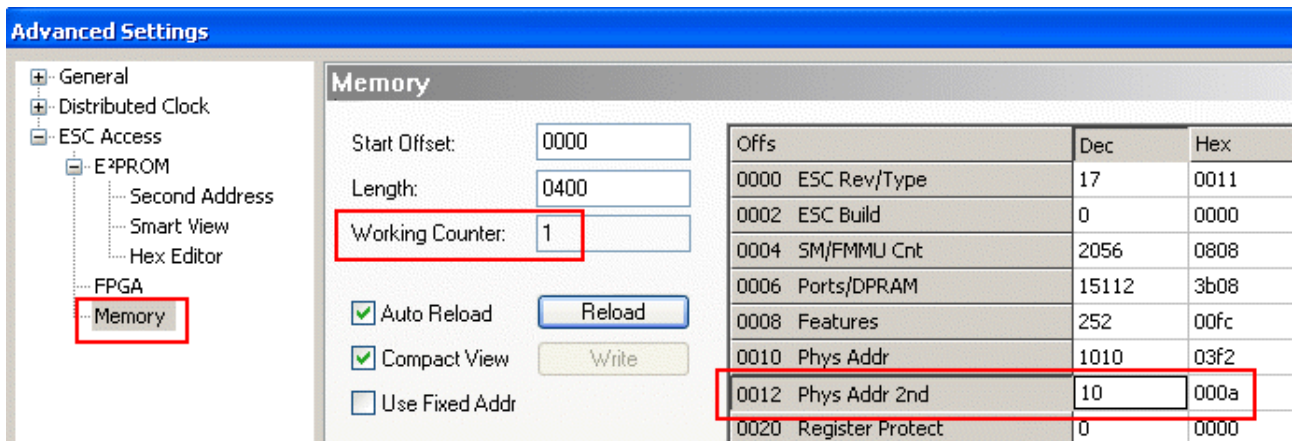 Advanced Settings
General
Distributed Clock
ESC Access
E²PROM
Second Address
Smart View
Hex Editor
FPGA
Memory
Memory
Start Offset: 0000
Length: 0400
Working Counter: 1
Auto Reload Reload
Compact View Write
Use Fixed Addr
Offs Dec Hex
0000 ESC Rev/Type 17 0011
0002 ESC Build 0 0000
0004 SM/FMMU Cnt 2056 0808
0006 Ports/DPRAM 15112 3b08
0008 Features 252 00fc
0010 Phys Addr 1010 03f2
0012 Phys Addr 2nd 10 000a
0020 Register Protect 0 0000